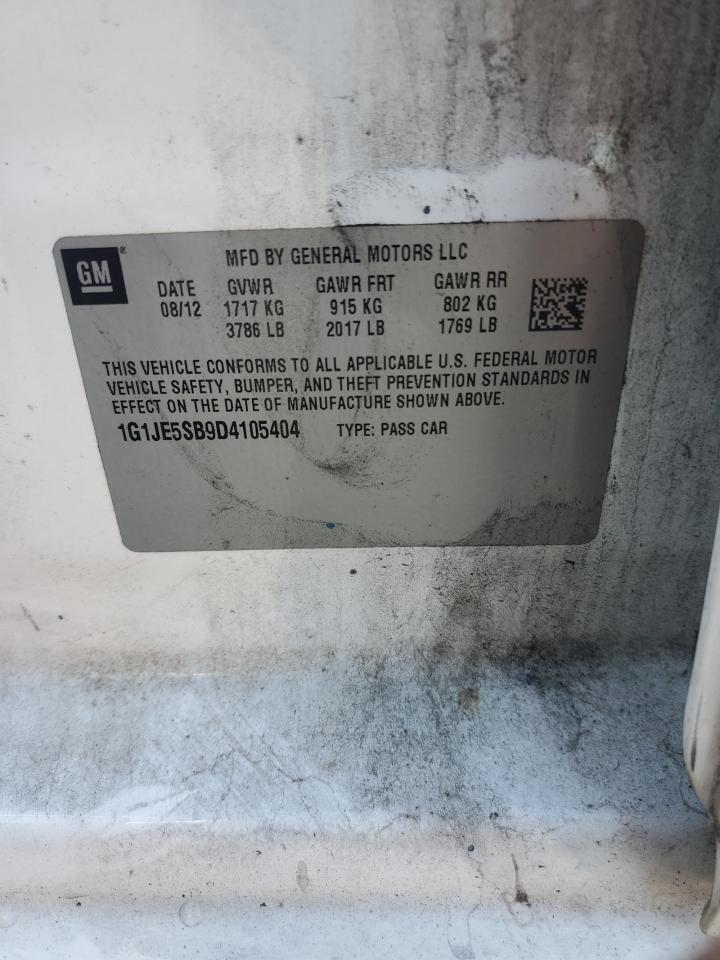 GM ®
MFD BY GENERAL MOTORS LLC
DATE GVWR GAWR FRT GAWR RR
08/12 1717 KG 915 KG 802 KG
3786 LB 2017 LB 1769 LB
THIS VEHICLE CONFORMS TO ALL APPLICABLE U.S. FEDERAL MOTOR
VEHICLE SAFETY, BUMPER, AND THEFT PREVENTION STANDARDS IN
EFFECT ON THE DATE OF MANUFACTURE SHOWN ABOVE.
1G1JE5SB9D4105404 TYPE: PASS CAR